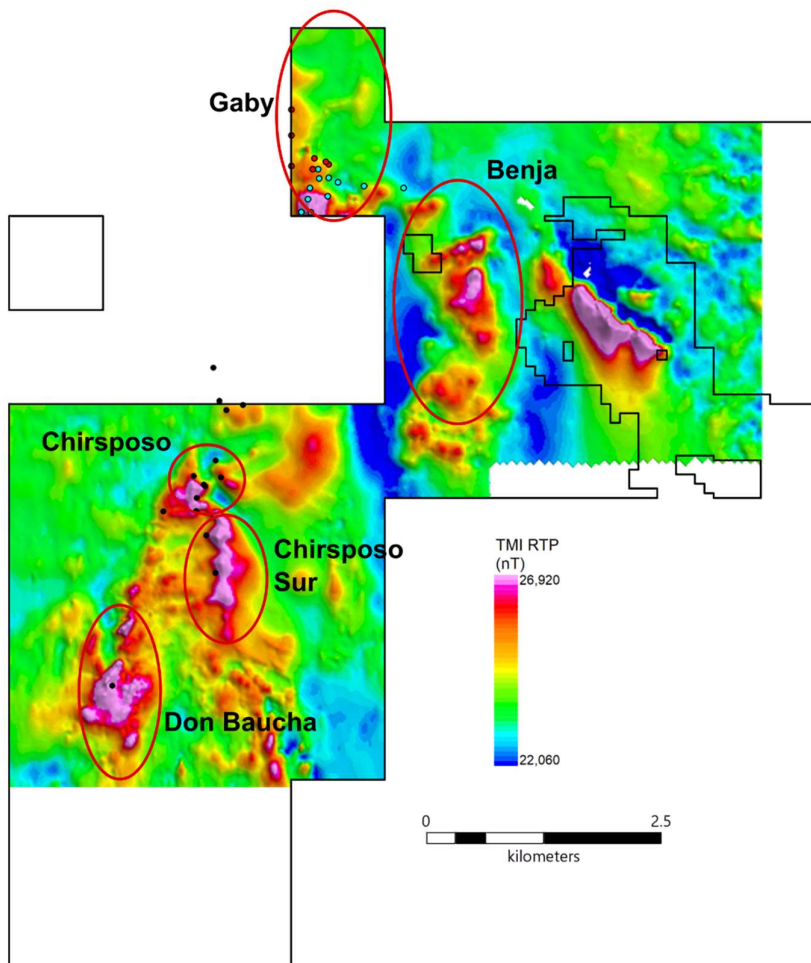 Gaby
Benja
Chirsposo
Chirsposo
Sur
Don Baucha
TMI RTP
(nT)
26,920
22,060
0 2.5
kilometers